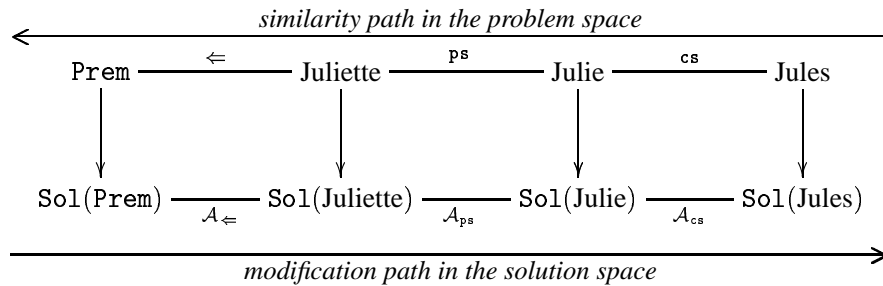 similarity path in the problem space
⇐ ps cs
Prem Juliette Julie Jules
Sol(Prem) Sol(Juliette) Sol(Julie) Sol(Jules)
𝒜⇐ 𝒜ps 𝒜cs
modification path in the solution space